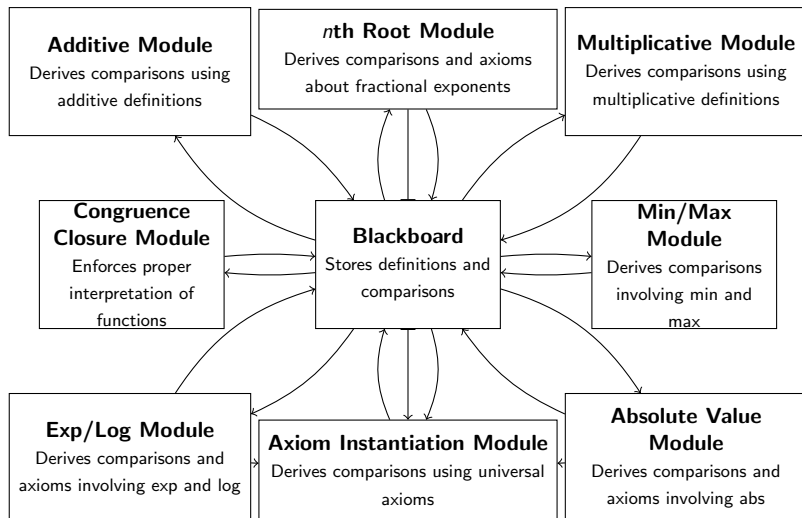 Additive Module
Derives comparisons using
additive definitions
nth Root Module
Derives comparisons and axioms
about fractional exponents
Multiplicative Module
Derives comparisons using
multiplicative definitions
Congruence
Closure Module
Enforces proper
interpretation of
functions
Blackboard
Stores definitions and
comparisons
Min/Max
Module
Derives comparisons
involving min and
max
Exp/Log Module
Derives comparisons and
axioms involving exp and log
Axiom Instantiation Module
Derives comparisons using universal
axioms
Absolute Value
Module
Derives comparisons and
axioms involving abs